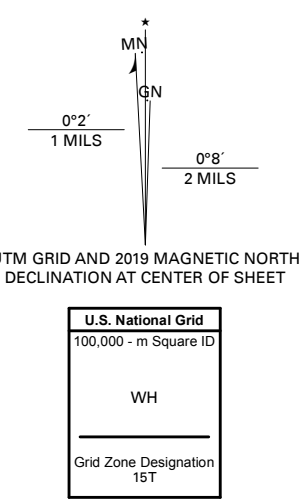 ★
MN
GN
0°2´
1 MILS
0°8´
2 MILS
UTM GRID AND 2019 MAGNETIC NORTH
DECLINATION AT CENTER OF SHEET
U.S. National Grid
100,000 - m Square ID
WH
Grid Zone Designation
15T